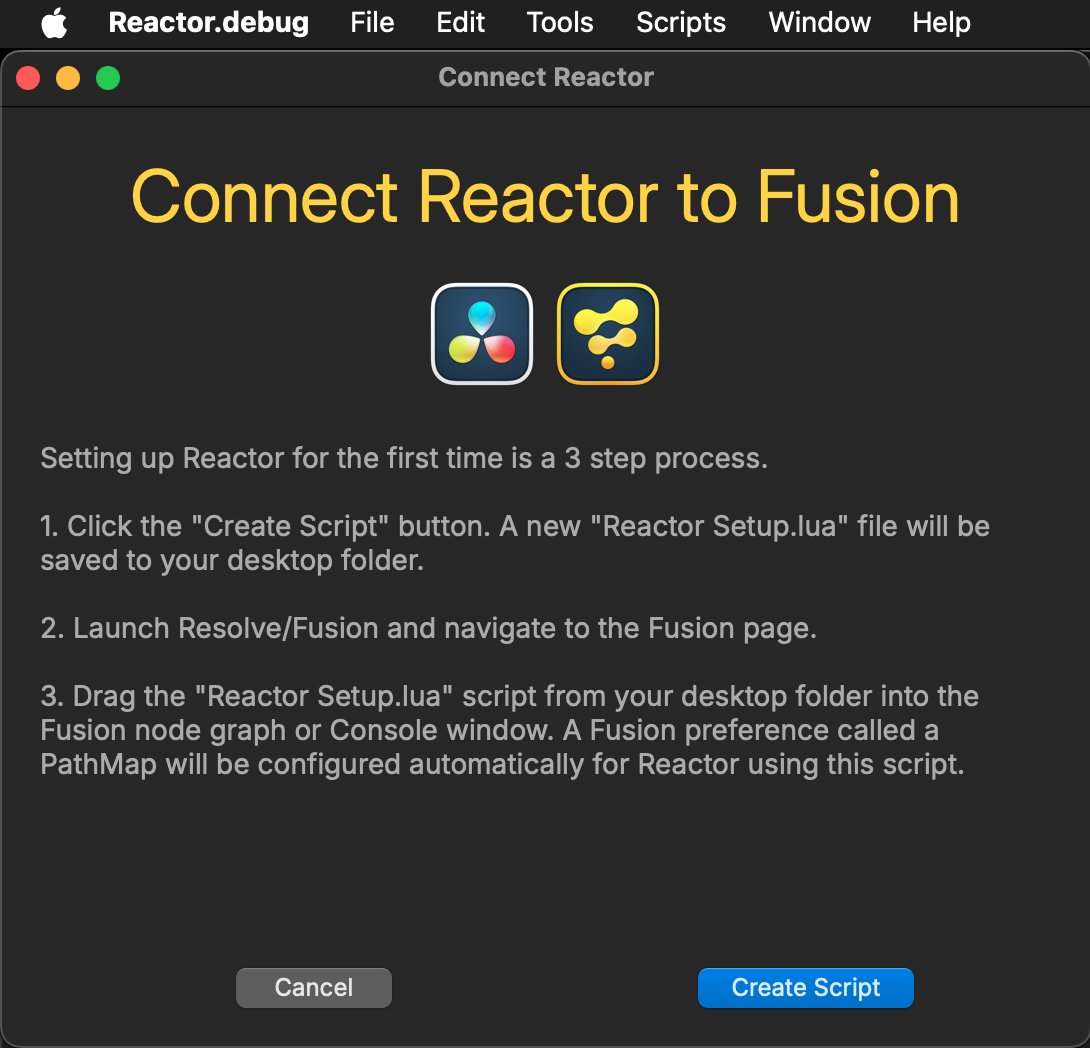 Reactor.debug File Edit Tools Scripts Window Help
Connect Reactor
Connect Reactor to Fusion
Setting up Reactor for the first time is a 3 step process.
1. Click the "Create Script" button. A new "Reactor Setup.lua" file will be
saved to your desktop folder.
2. Launch Resolve/Fusion and navigate to the Fusion page.
3. Drag the "Reactor Setup.lua" script from your desktop folder into the
Fusion node graph or Console window. A Fusion preference called a
PathMap will be configured automatically for Reactor using this script.
Cancel Create Script